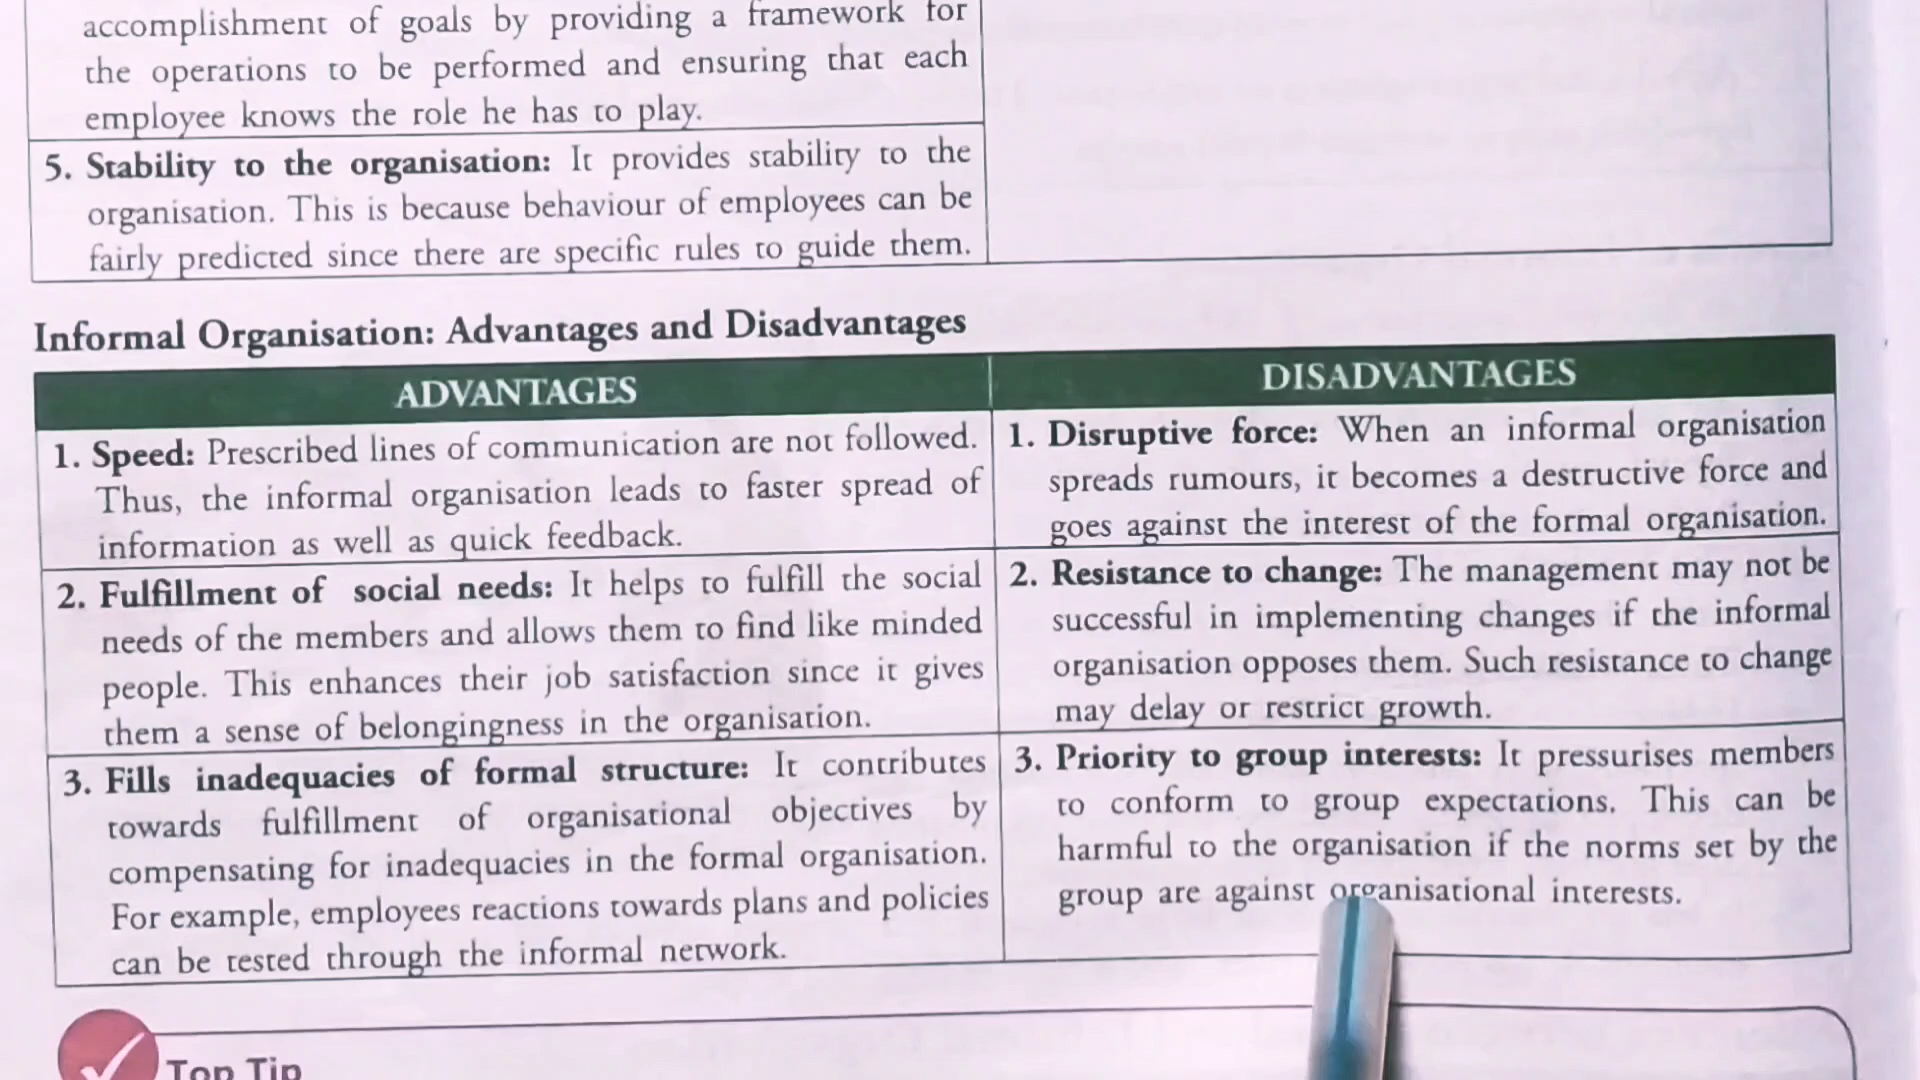 accomplishment of goals by providing a framework for
the operations to be performed and ensuring that each
employee knows the role he has to play.
5. Stability to the organisation: It provides stability to the
organisation. This is because behaviour of employees can be
fairly predicted since there are specific rules to guide them.
Informal Organisation: Advantages and Disadvantages
ADVANTAGES
1. Speed: Prescribed lines of communication are not followed.
Thus, the informal organisation leads to faster spread of
information as well as quick feedback.
2. Fulfillment of social needs: It helps to fulfill the social
needs of the members and allows them to find like minded
people. This enhances their job satisfaction since it gives
them a sense of belongingness in the organisation.
3. Fills inadequacies of formal structure: It contributes
towards fulfillment of organisational objectives by
compensating for inadequacies in the formal organisation.
For example, employees reactions towards plans and policies
can be tested through the informal network.
DISADVANTAGES
1. Disruptive force: When an informal organisation
spreads rumours, it becomes a destructive force and
goes against the interest of the formal organisation.
2. Resistance to change: The management may not be
successful in implementing changes if the informal
organisation opposes them. Such resistance to change
may delay or restrict growth.
3. Priority to group interests: It pressurises members
to conform to group expectations. This can be
harmful to the organisation if the norms set by the
group are against organisational interests.
Top Tip